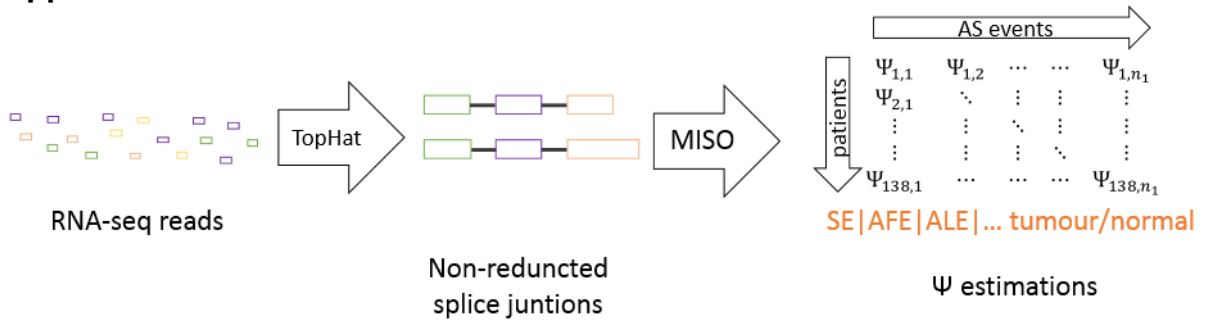 AS events
patients
Ψ1,1 Ψ1,2 ⋯ ⋯ Ψ1,n1
Ψ2,1 ⋱ ⋮ ⋮ ⋮
⋮ ⋮ ⋱ ⋮ ⋮
⋮ ⋮ ⋮ ⋱ ⋮
Ψ138,1 ⋯ ⋯ ⋯ Ψ138,n1
TopHat
MISO
SE|AFE|ALE|... tumour/normal
RNA-seq reads
Non-reduncted
splice juntions
Ψ estimations